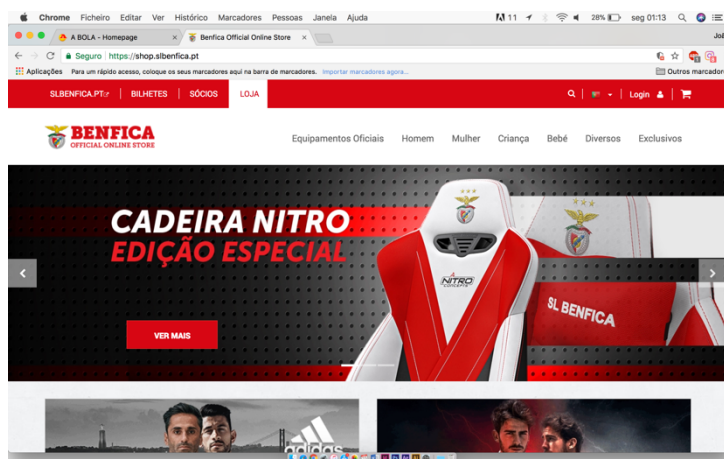 Chrome Ficheiro Editar Ver Histórico Marcadores Pessoas Janela Ajuda 11 28% seg 01:13
A BOLA - Homepage × Benfica Official Online Store ×
Seguro https://shop.slbenfica.pt
Aplicações Para um rápido acesso, coloque os seus marcadores aqui na barra de marcadores. Importar marcadores agora... Outros marcador
SLBENFICA.PT BILHETES SÓCIOS LOJA Login
BENFICA
OFFICIAL ONLINE STORE
Equipamentos Oficiais Homem Mulher Criança Bebé Diversos Exclusivos
CADEIRA NITRO
EDIÇÃO ESPECIAL
NITRO
CONCEPTS
SL BENFICA
VER MAIS
adidas